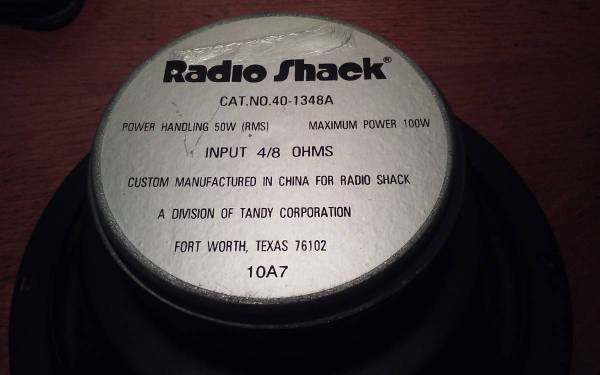 Radio Shack®
CAT.NO.40-1348A
POWER HANDLING 50W (RMS) MAXIMUM POWER 100W
INPUT 4/8 OHMS
CUSTOM MANUFACTURED IN CHINA FOR RADIO SHACK
A DIVISION OF TANDY CORPORATION
FORT WORTH, TEXAS 76102
10A7